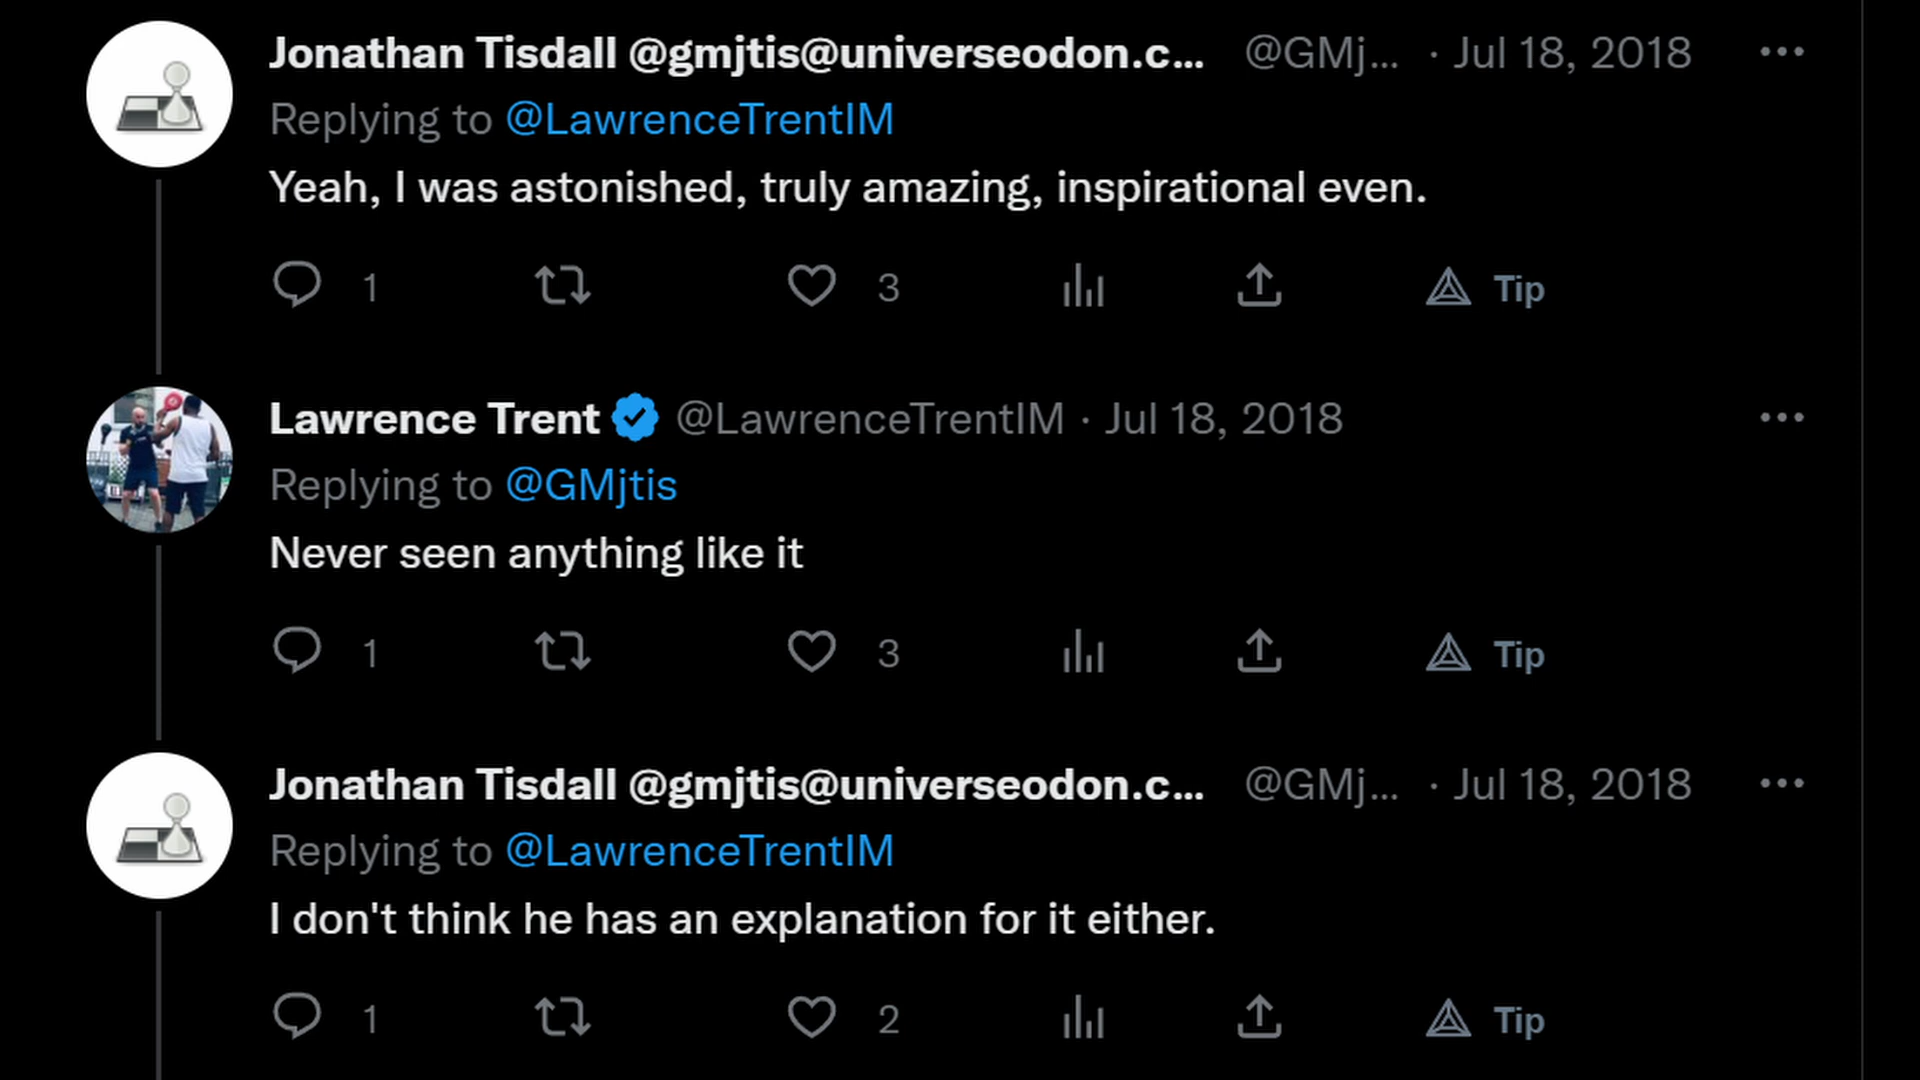 Jonathan Tisdall @gmjtis@universeodon.c... @GMj... · Jul 18, 2018
Replying to @LawrenceTrentIM
Yeah, I was astonished, truly amazing, inspirational even.
1 3 Tip
Lawrence Trent @LawrenceTrentIM · Jul 18, 2018
Replying to @GMjtis
Never seen anything like it
1 3 Tip
Jonathan Tisdall @gmjtis@universeodon.c... @GMj... · Jul 18, 2018
Replying to @LawrenceTrentIM
I don't think he has an explanation for it either.
1 2 Tip